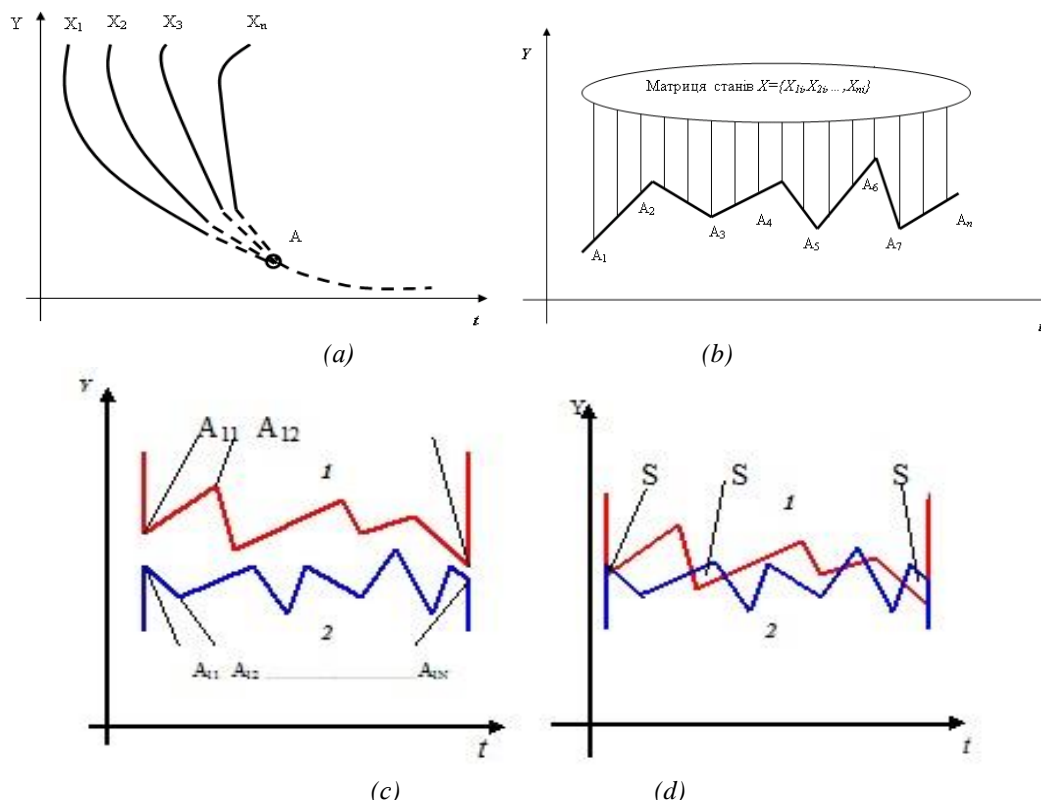 Y X1 X2 X3 Xn
A
t
(a)
Y
Матриця станів X={X1i,X2i, ... ,Xni}
A1 A2 A3 A4 A5 A6 A7 An
(b)
A11 A12
1
2
A11 A12
t
(c)
Y
S S S
1
2
t
(d)